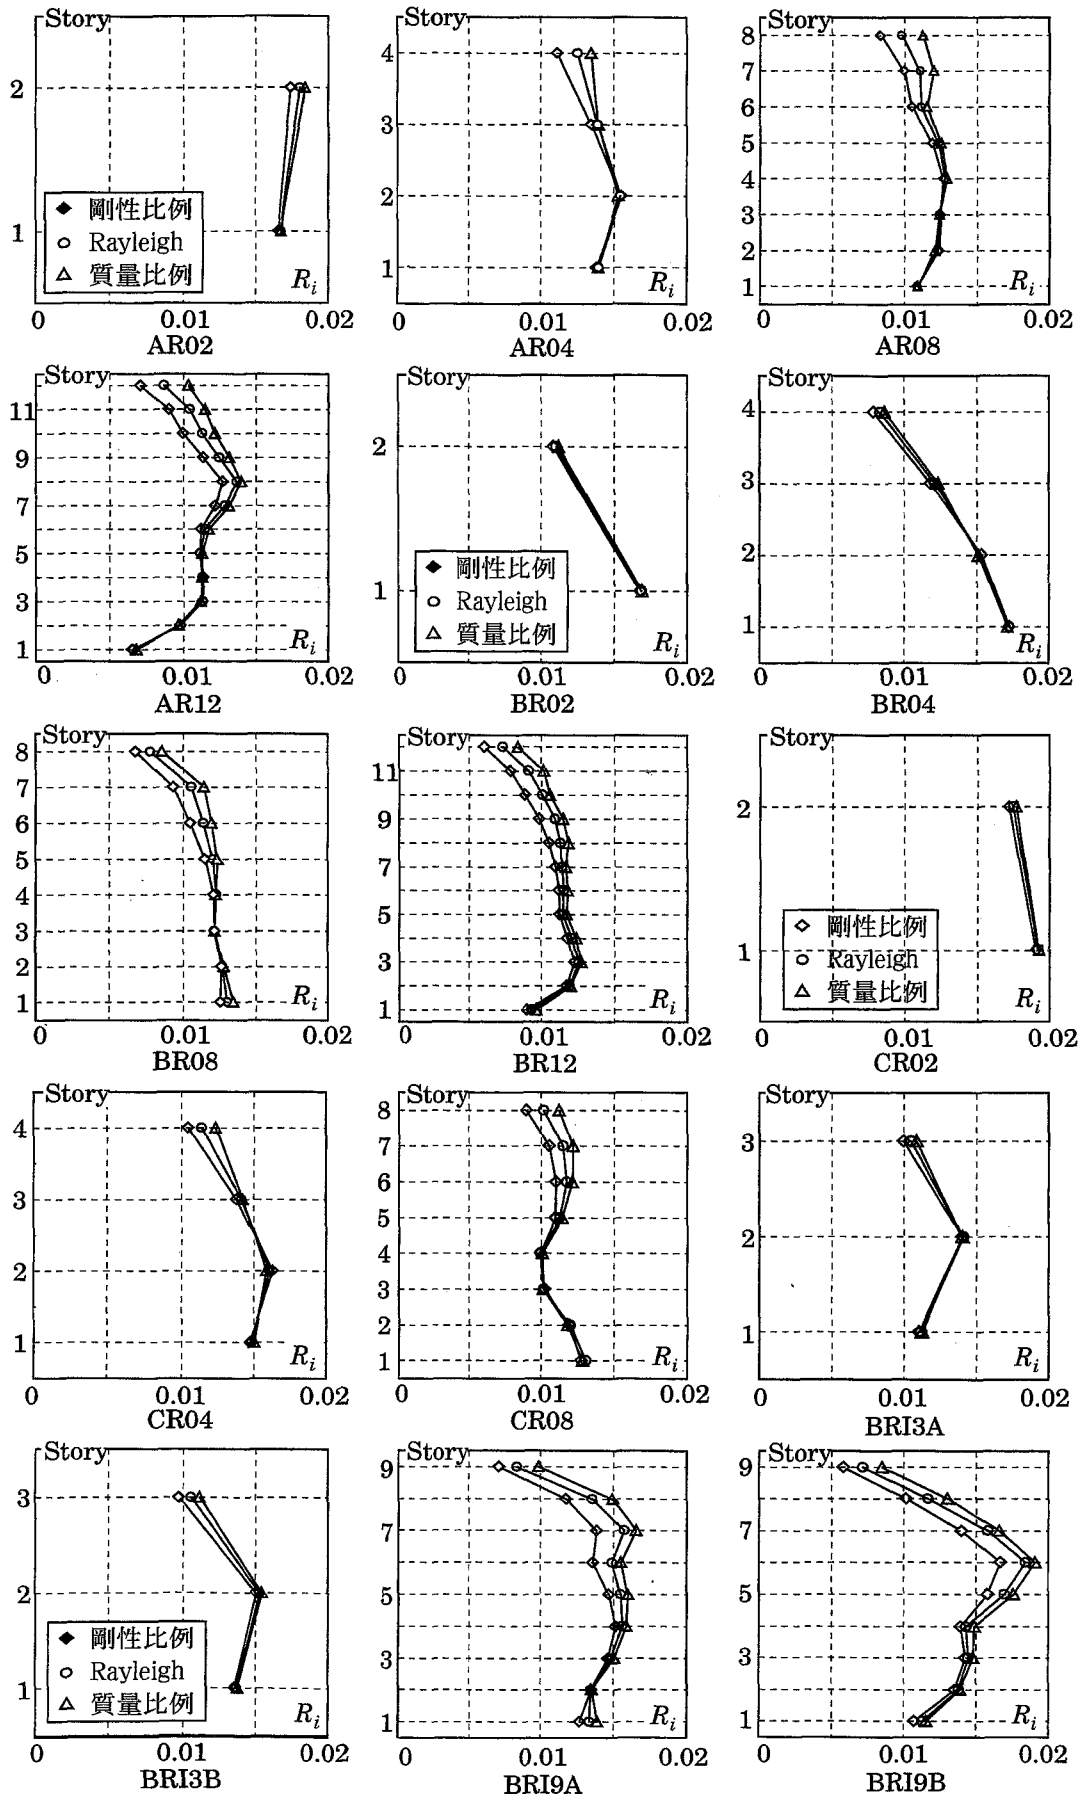 Story
2
1
◆ 剛性比例
○ Rayleigh
△ 質量比例
R_i
0 0.01 0.02
AR02
Story
4
3
2
1
R_i
0 0.01 0.02
AR04
Story
8
7
6
5
4
3
2
1
R_i
0 0.01 0.02
AR08
Story
11
9
7
5
3
1
R_i
0 0.01 0.02
AR12
Story
2
1
◆ 剛性比例
○ Rayleigh
△ 質量比例
R_i
0 0.01 0.02
BR02
Story
4
3
2
1
R_i
0 0.01 0.02
BR04
Story
8
7
6
5
4
3
2
1
R_i
0 0.01 0.02
BR08
Story
11
9
7
5
3
1
R_i
0 0.01 0.02
BR12
Story
2
1
◇ 剛性比例
○ Rayleigh
△ 質量比例
R_i
0 0.01 0.02
CR02
Story
4
3
2
1
R_i
0 0.01 0.02
CR04
Story
8
7
6
5
4
3
2
1
R_i
0 0.01 0.02
CR08
Story
3
2
1
R_i
0 0.01 0.02
BRI3A
Story
3
2
1
◆ 剛性比例
○ Rayleigh
△ 質量比例
R_i
0 0.01 0.02
BRI3B
Story
9
7
5
3
1
R_i
0 0.01 0.02
BRI9A
Story
9
7
5
3
1
R_i
0 0.01 0.02
BRI9B